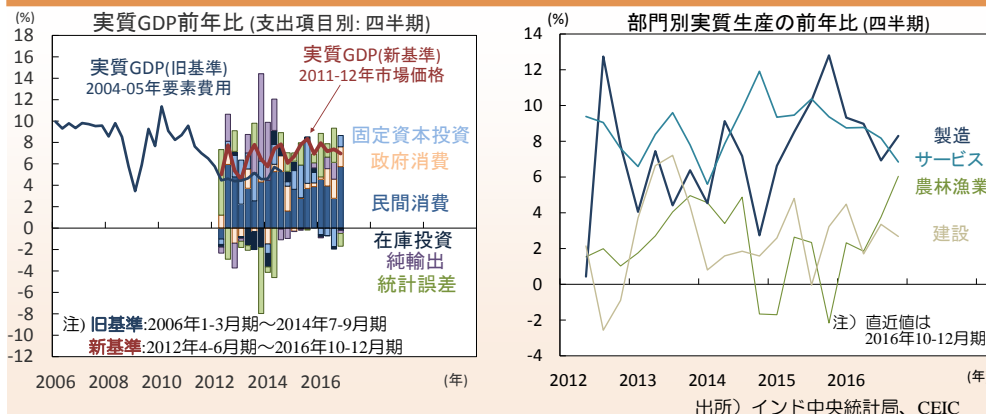 実質GDP前年比 (支出項目別: 四半期)
(%)
18
16
14
12
10
8
6
4
2
0
-2
-4
-6
-8
-10
-12
実質GDP(旧基準)
2004-05年要素費用
実質GDP(新基準)
2011-12年市場価格
固定資本投資
政府消費
民間消費
在庫投資
純輸出
統計誤差
注) 旧基準:2006年1-3月期～2014年7-9月期
新基準:2012年4-6月期～2016年10-12月期
2006 2008 2010 2012 2014 2016 (年)
部門別実質生産の前年比 (四半期)
(%)
14
12
10
8
6
4
2
0
-2
-4
製造
サービス
農林漁業
建設
注）直近値は
2016年10-12月期
2012 2013 2014 2015 2016 (年
出所）インド中央統計局、CEIC